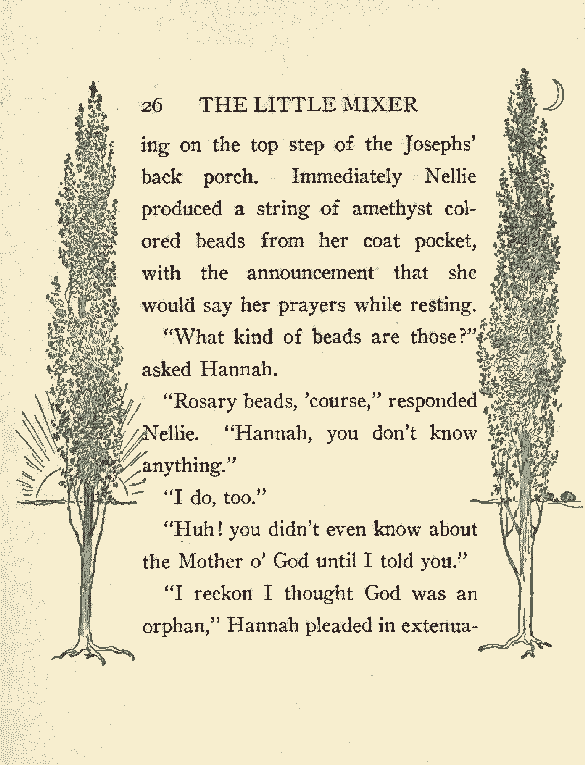 26 THE LITTLE MIXER
ing on the top step of the Josephs'
back porch. Immediately Nellie
produced a string of amethyst col-
ored beads from her coat pocket,
with the announcement that she
would say her prayers while resting.
"What kind of beads are those?"
asked Hannah.
"Rosary beads, 'course," responded
Nellie. "Hannah, you don't know
anything."
"I do, too."
"Huh! you didn't even know about
the Mother o' God until I told you."
"I reckon I thought God was an
orphan," Hannah pleaded in extenua-